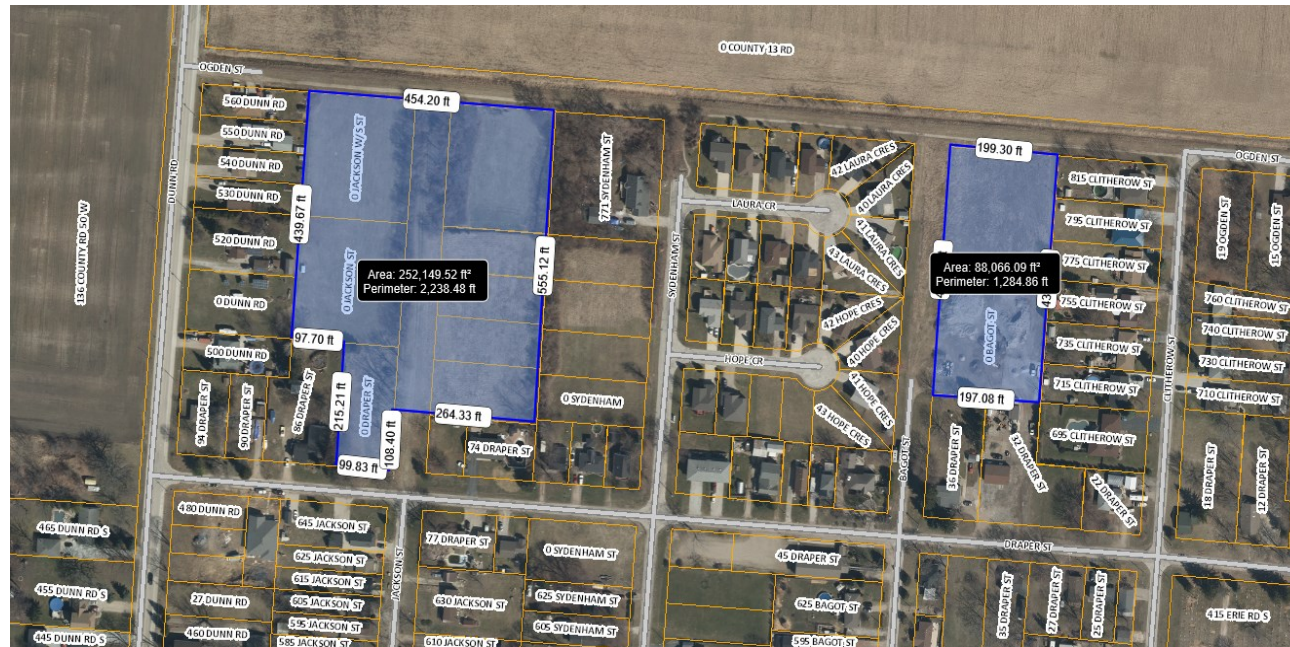 0 COUNTY 13 RD
OGDEN ST
560 DUNN RD
454.20 ft
550 DUNN RD
540 DUNN RD
530 DUNN RD
520 DUNN RD
0 DUNN RD
500 DUNN RD
DUNN RD
136 COUNTY RD 50 W
0 JACKSON W/S ST
439.67 ft
0 JACKSON ST
Area: 252,149.52 ft²
Perimeter: 2,238.48 ft
555.12 ft
97.70 ft
215.21 ft
0 DRAPER ST
108.40 ft
99.83 ft
264.33 ft
94 DRAPER ST
90 DRAPER ST
86 DRAPER ST
74 DRAPER ST
771 SYDENHAM ST
SYDENHAM ST
0 SYDENHAM
42 LAURA CRES
40 LAURA CRES
LAURA CR
41 LAURA CRES
43 LAURA CRES
42 HOPE CRES
40 HOPE CRES
HOPE CR
41 HOPE CRES
43 HOPE CRES
BAGOT ST
199.30 ft
Area: 88,066.09 ft²
Perimeter: 1,284.86 ft
0 BAGOT ST
197.08 ft
OGDEN ST
815 CLITHEROW ST
795 CLITHEROW ST
775 CLITHEROW ST
755 CLITHEROW ST
735 CLITHEROW ST
715 CLITHEROW ST
695 CLITHEROW ST
CLITHEROW ST
19 OGDEN ST
15 OGDEN ST
760 CLITHEROW ST
740 CLITHEROW ST
730 CLITHEROW ST
710 CLITHEROW ST
36 DRAPER ST
32 DRAPER ST
22 DRAPER ST
18 DRAPER ST
12 DRAPER ST
DRAPER ST
465 DUNN RD S
455 DUNN RD S
445 DUNN RD S
480 DUNN RD
27 DUNN RD
460 DUNN RD
645 JACKSON ST
625 JACKSON ST
615 JACKSON ST
605 JACKSON ST
595 JACKSON ST
585 JACKSON ST
JACKSON ST
77 DRAPER ST
630 JACKSON ST
610 JACKSON ST
0 SYDENHAM ST
625 SYDENHAM ST
605 SYDENHAM ST
45 DRAPER ST
625 BAGOT ST
595 BAGOT ST
35 DRAPER ST
27 DRAPER ST
25 DRAPER ST
415 ERIE RD S